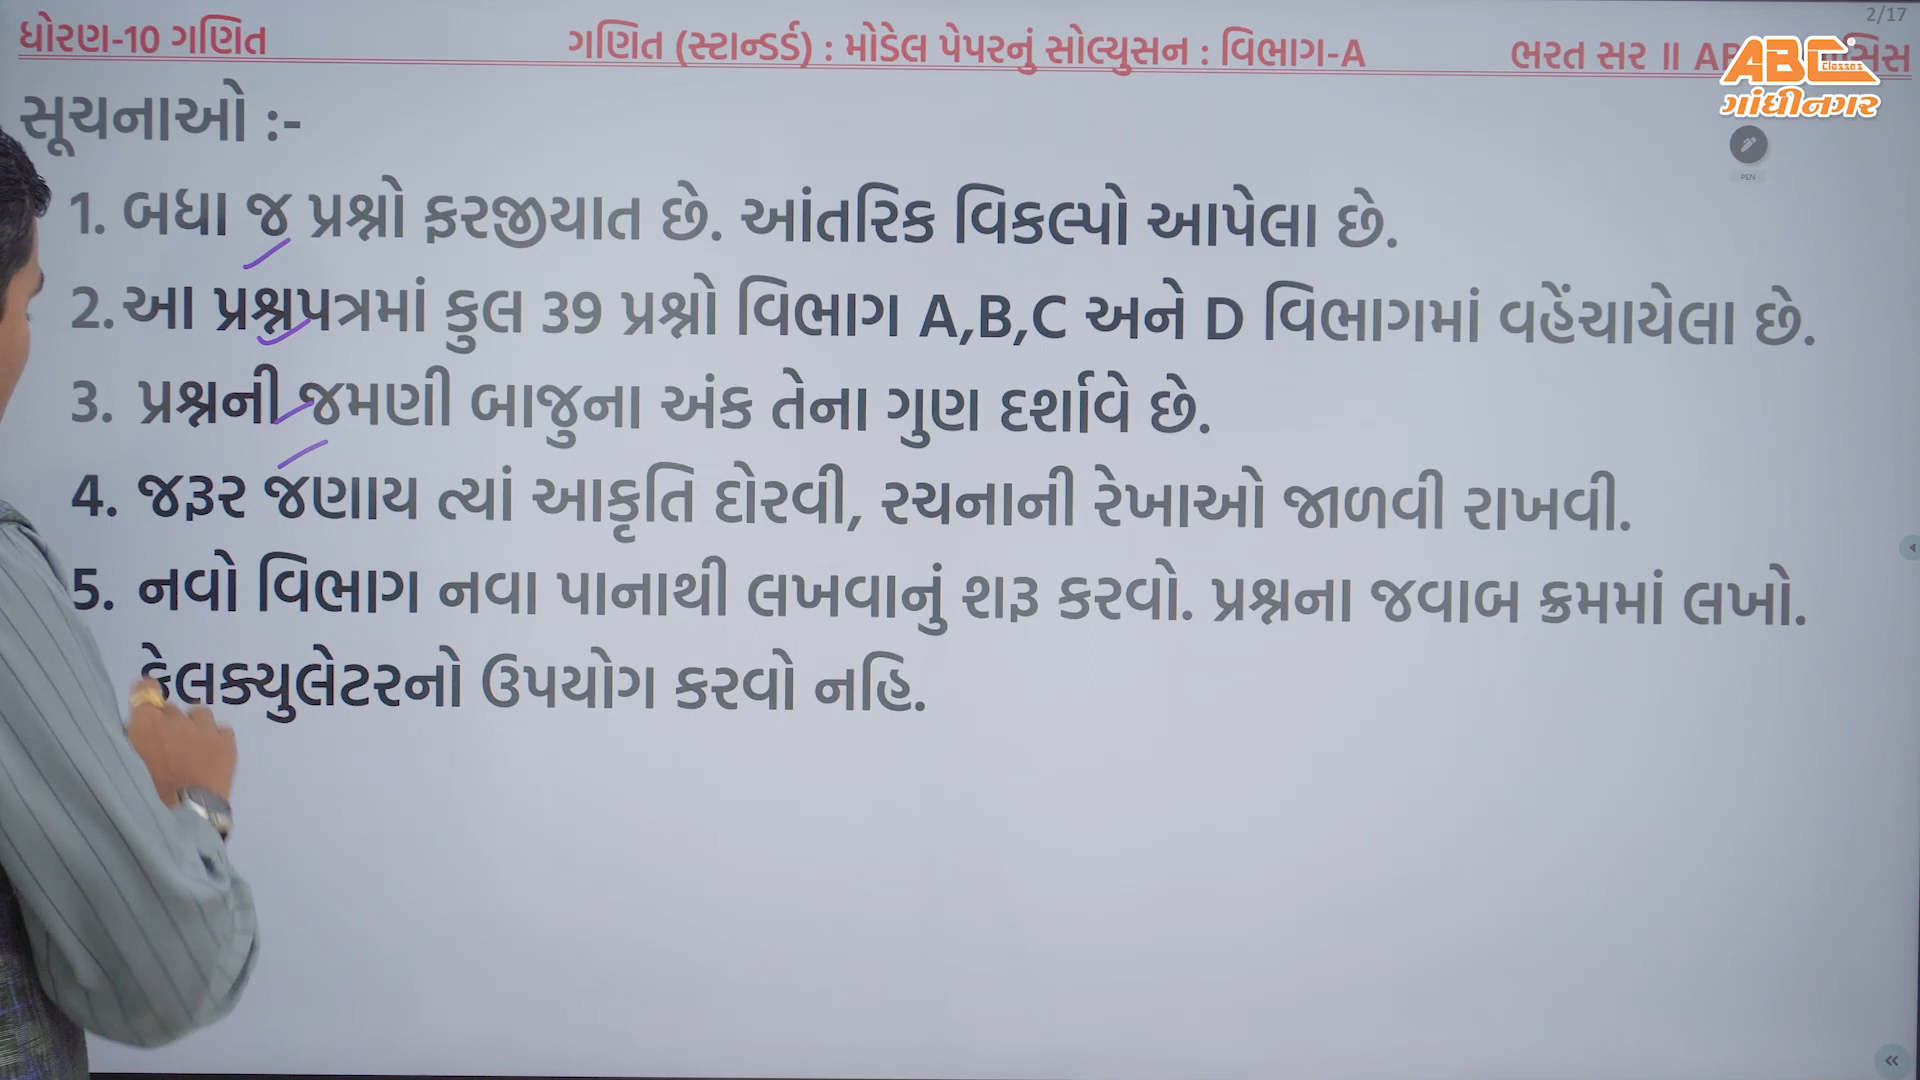 2/17
ધોરણ-10 ગણિત
ગણિત (સ્ટાન્ડર્ડ) : મોડેલ પેપરનું સોલ્યુસન : વિભાગ-A
ભરત સર ॥
ABC Classes
ગાંધીનગર
PEN
સૂચનાઓ :-
1. બધા જ પ્રશ્નો ફરજીયાત છે. આંતરિક વિકલ્પો આપેલા છે.
2. આ પ્રશ્નપત્રમાં કુલ 39 પ્રશ્નો વિભાગ A,B,C અને D વિભાગમાં વહેંચાયેલા છે.
3. પ્રશ્નની જમણી બાજુના અંક તેના ગુણ દર્શાવે છે.
4. જરૂર જણાય ત્યાં આકૃતિ દોરવી, રચનાની રેખાઓ જાળવી રાખવી.
5. નવો વિભાગ નવા પાનાથી લખવાનું શરૂ કરવો. પ્રશ્નના જવાબ ક્રમમાં લખો.
કેલક્યુલેટરનો ઉપયોગ કરવો નહિ.